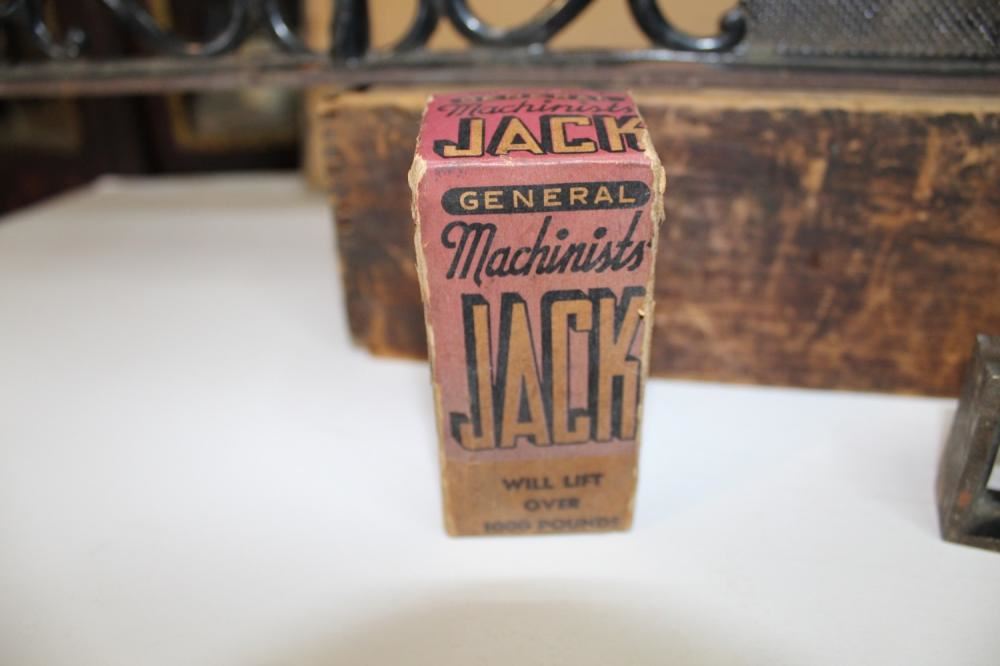 Machinists
JACK
GENERAL
Machinists
JACK
WILL LIFT
OVER
1000 POUNDS